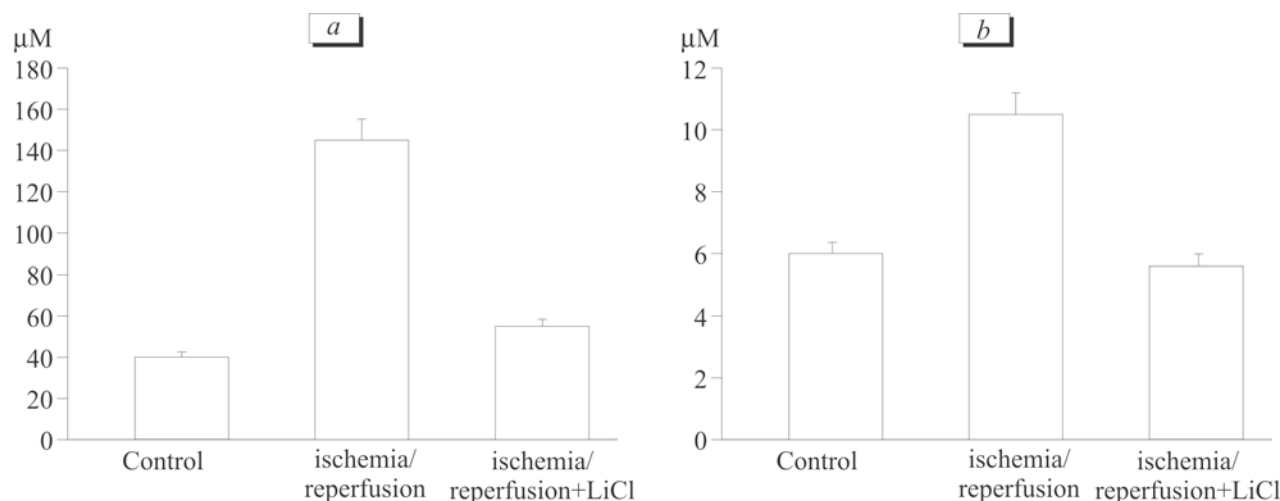 a
μM
180
160
140
120
100
80
60
40
20
0
Control
ischemia/
reperfusion
ischemia/
reperfusion+LiCl
b
μM
12
10
8
6
4
2
0
Control
ischemia/
reperfusion
ischemia/
reperfusion+LiCl